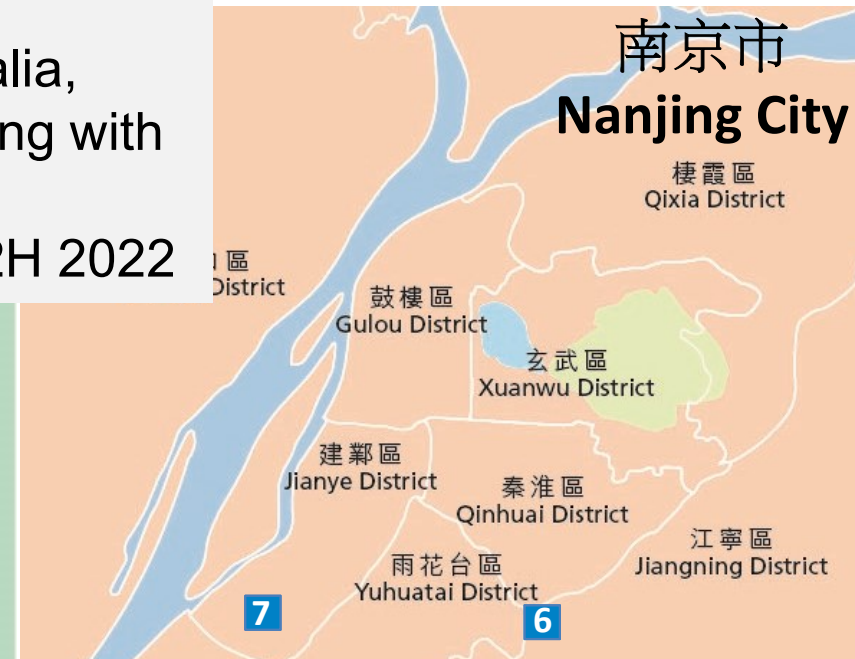 alia,
ng with
2H 2022
南京市
Nanjing City
棲霞區
Qixia District
區
District
鼓樓區
Gulou District
玄武區
Xuanwu District
建鄴區
Jianye District
秦淮區
Qinhuai District
江寧區
Jiangning District
雨花台區
Yuhuatai District
7
6